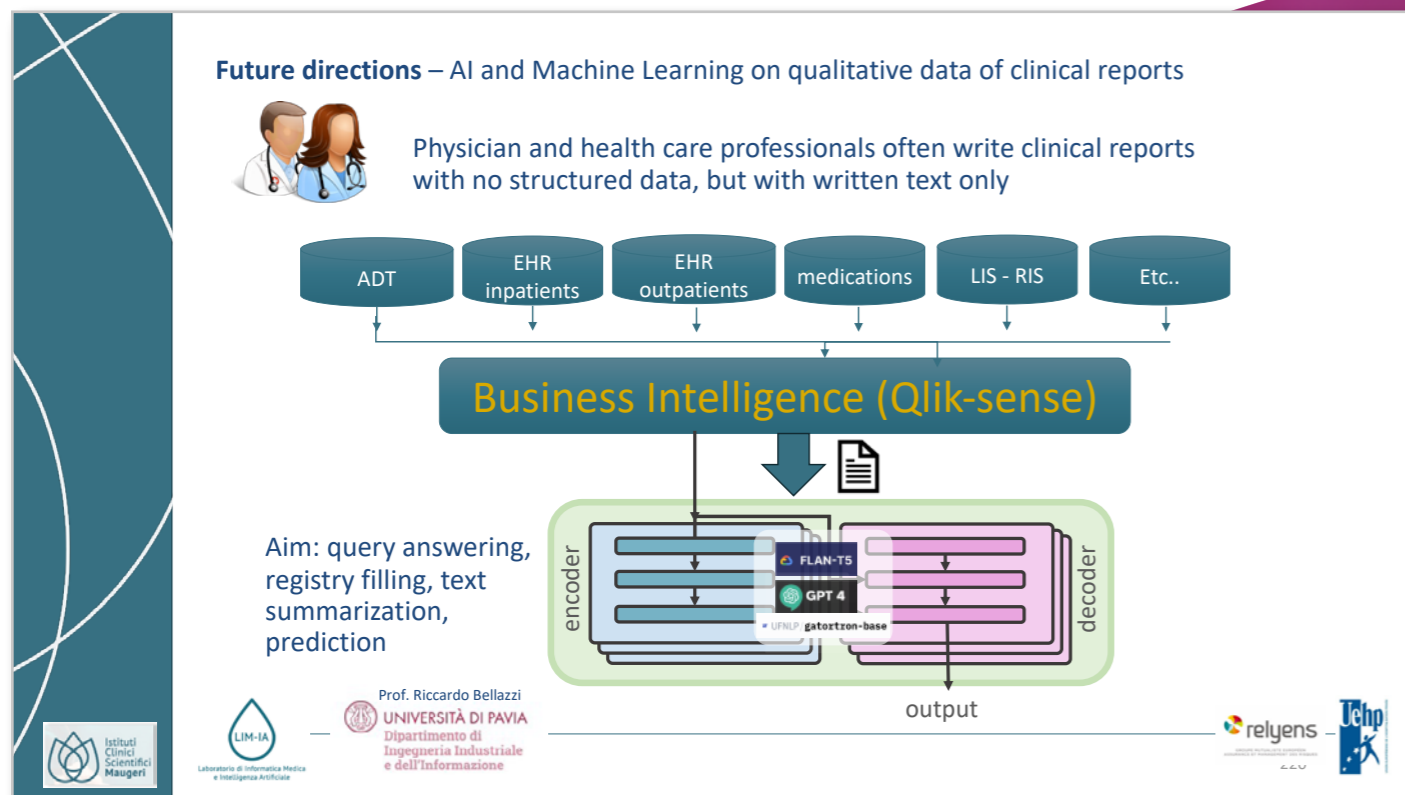 Future directions – AI and Machine Learning on qualitative data of clinical reports
Physician and health care professionals often write clinical reports
with no structured data, but with written text only
ADT
EHR
inpatients
EHR
outpatients
medications
LIS - RIS
Etc..
Business Intelligence (Qlik-sense)
Aim: query answering,
registry filling, text
summarization,
prediction
encoder
FLAN-T5
GPT 4
UFNLP/gatortron-base
decoder
output
Istituti
Clinici
Scientifici
Maugeri
LIM-IA
Laboratorio di Informatica Medica
e Intelligenza Artificiale
Prof. Riccardo Bellazzi
UNIVERSITÀ DI PAVIA
Dipartimento di
Ingegneria Industriale
e dell'Informazione
relyens
Uehp